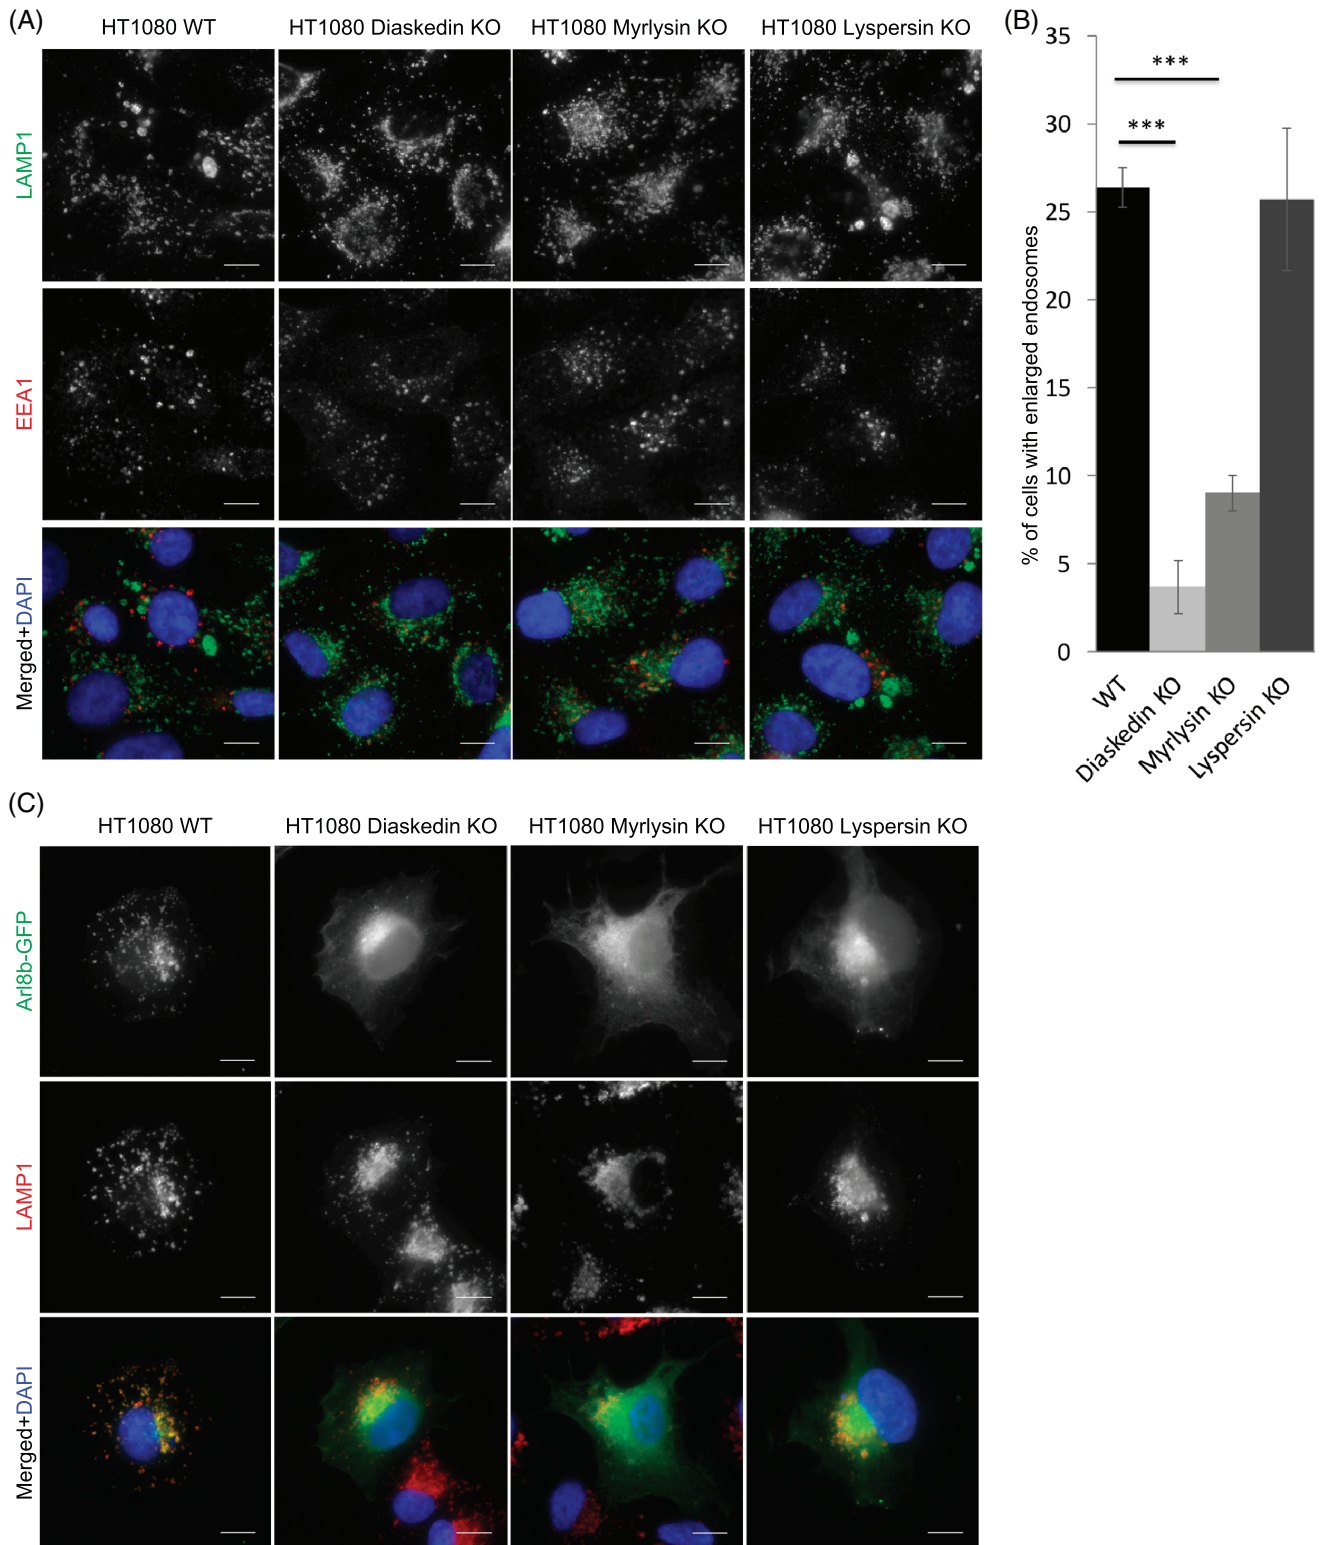 (A)
HT1080 WT
HT1080 Diaskedin KO
HT1080 Myrlysin KO
HT1080 Lyspersin KO
LAMP1
EEA1
Merged+DAPI
(B)
35
30
25
20
15
10
5
0
% of cells with enlarged endosomes
***
***
WT
Diaskedin KO
Myrlysin KO
Lyspersin KO
(C)
HT1080 WT
HT1080 Diaskedin KO
HT1080 Myrlysin KO
HT1080 Lyspersin KO
Arl8b-GFP
LAMP1
Merged+DAPI